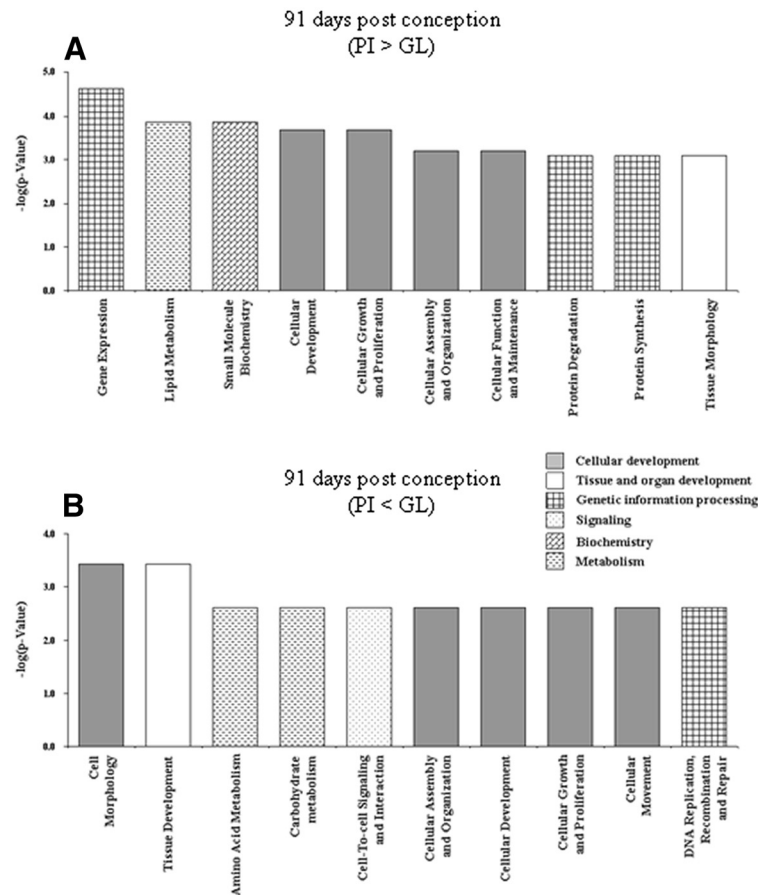 91 days post conception
(PI > GL)
A
5.0
4.0
3.0
2.0
1.0
0.0
-log(p-Value)
Gene Expression
Lipid Metabolism
Small Molecule
Biochemistry
Cellular
Development
Cellular Growth
and Proliferation
Cellular Assembly
and Organization
Cellular Function
and Maintenance
Protein Degradation
Protein Synthesis
Tissue Morphology
91 days post conception
(PI < GL)
B
Cellular development
Tissue and organ development
Genetic information processing
Signaling
Biochemistry
Metabolism
4.0
3.0
2.0
1.0
0.0
-log(p-Value)
Cell
Morphology
Tissue Development
Amino Acid Metabolism
Carbohydrate
metabolism
Cell-To-cell Signaling
and Interaction
Cellular Assembly
and Organization
Cellular Development
Cellular Growth
and Proliferation
Cellular
Movement
DNA Replication,
Recombination
and Repair